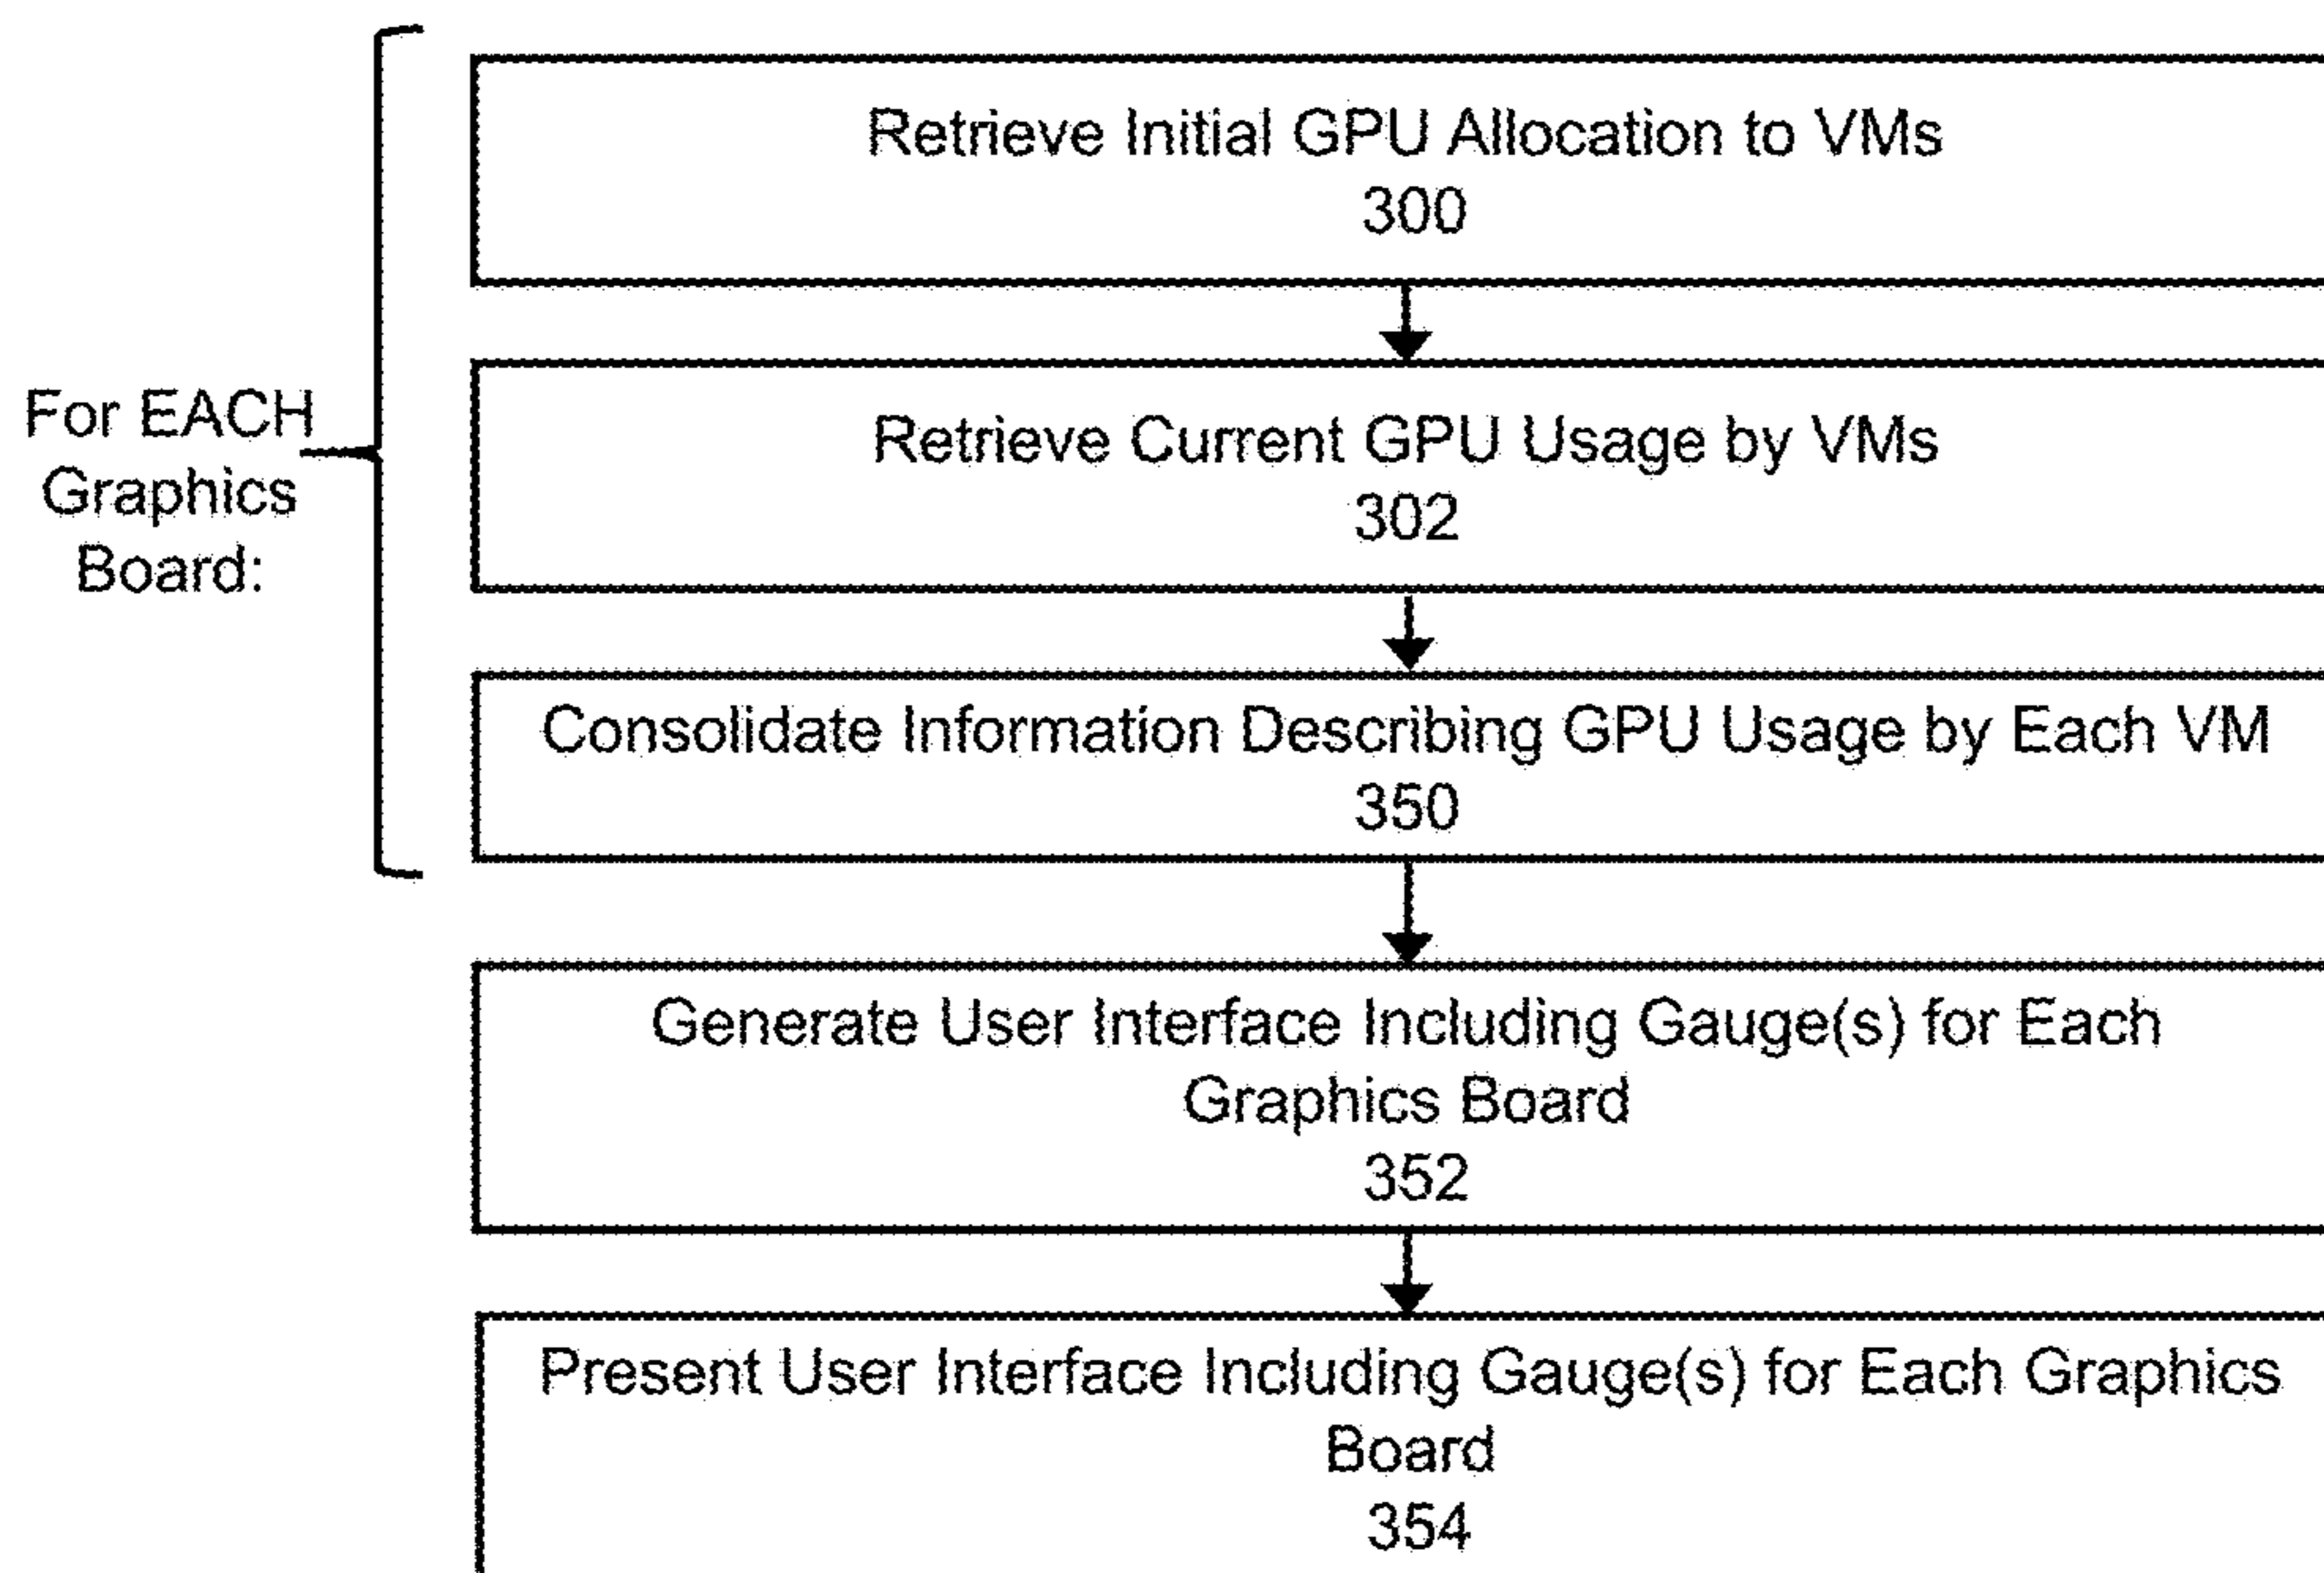 For EACH
Graphics
Board:
Retrieve Initial GPU Allocation to VMs
300
Retrieve Current GPU Usage by VMs
302
Consolidate Information Describing GPU Usage by Each VM
350
Generate User Interface Including Gauge(s) for Each
Graphics Board
352
Present User Interface Including Gauge(s) for Each Graphics
Board
354